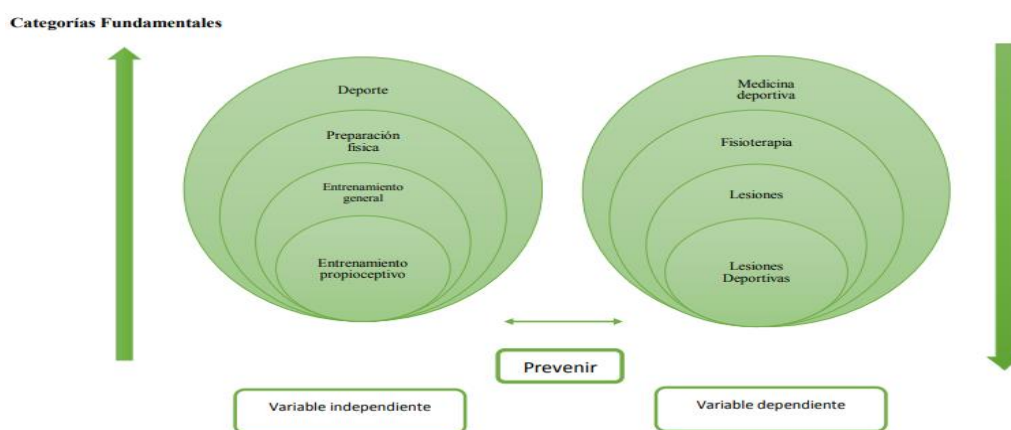 Categorías Fundamentales
Deporte
Preparación
física
Entrenamiento
general
Entrenamiento
propioceptivo
Medicina
deportiva
Fisioterapia
Lesiones
Lesiones
Deportivas
Prevenir
Variable independiente
Variable dependiente